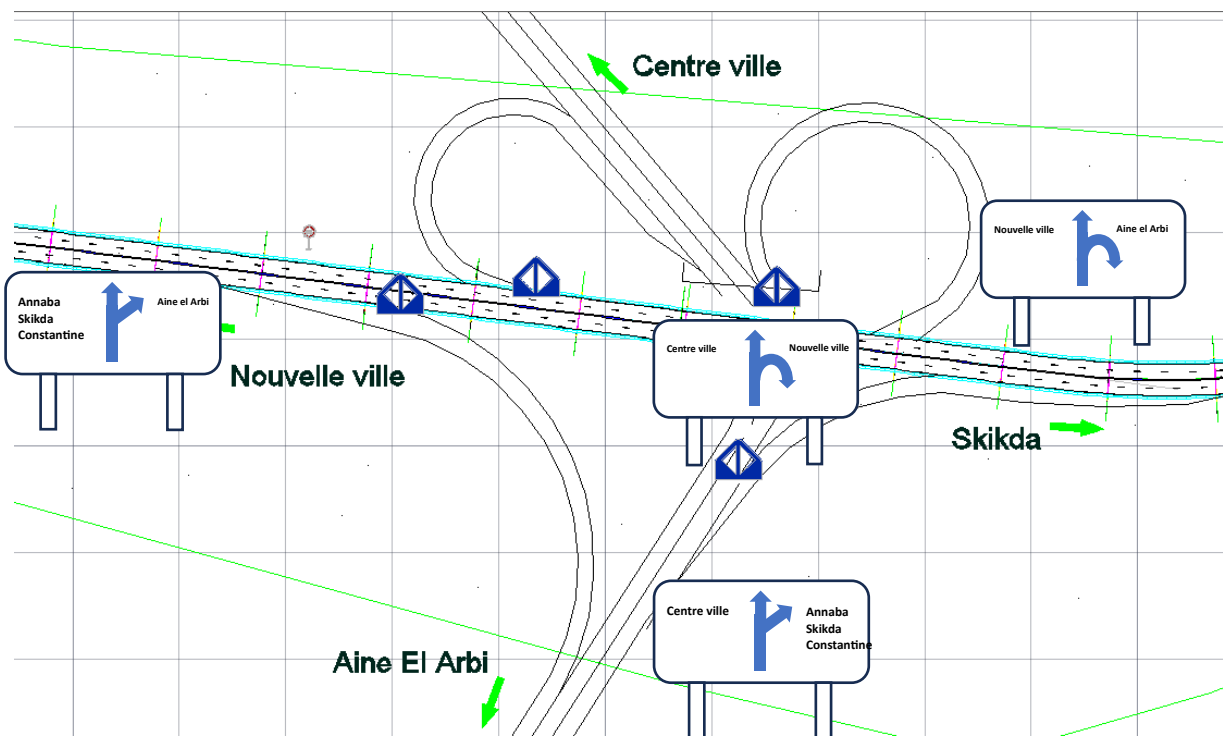 Centre ville
Nouvelle ville
Aine el Arbi
Annaba
Skikda
Constantine
Aine el Arbi
Nouvelle ville
Centre ville
Nouvelle ville
Skikda
Centre ville
Annaba
Skikda
Constantine
Aine El Arbi